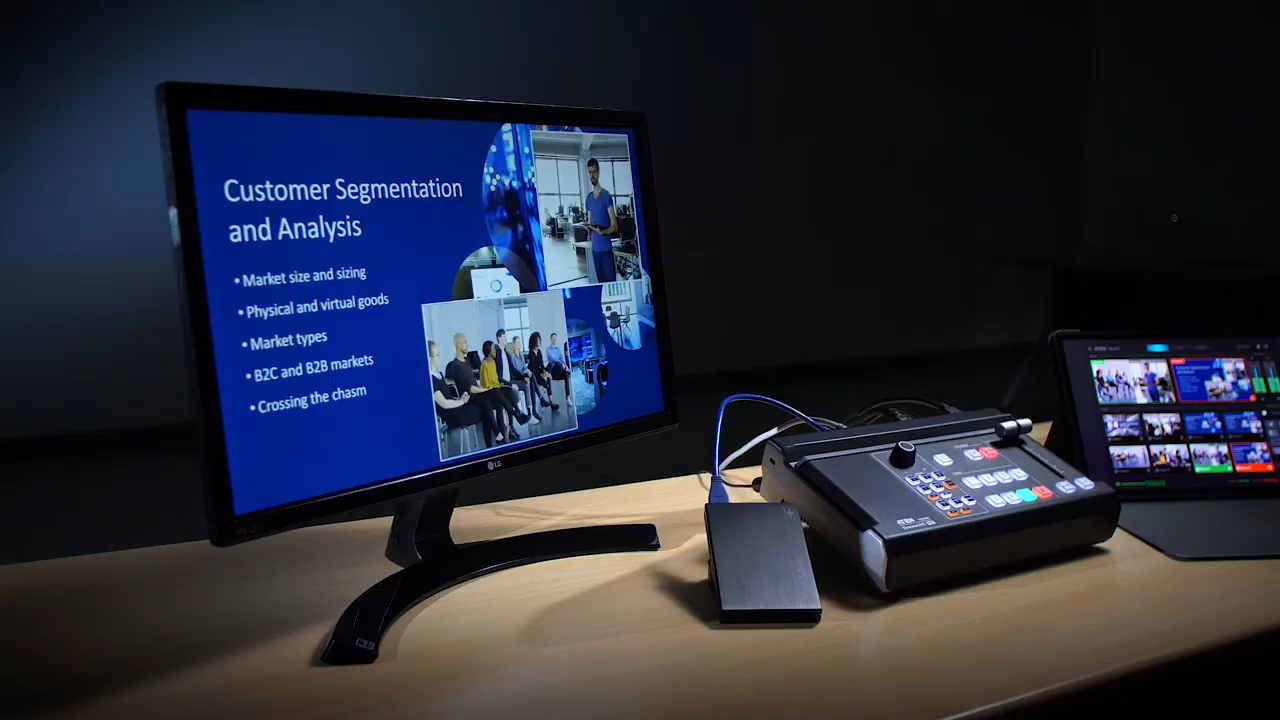 Customer Segmentation
and Analysis
• Market size and sizing
• Physical and virtual goods
• Market types
• B2C and B2B markets
• Crossing the chasm
LG
ATEN